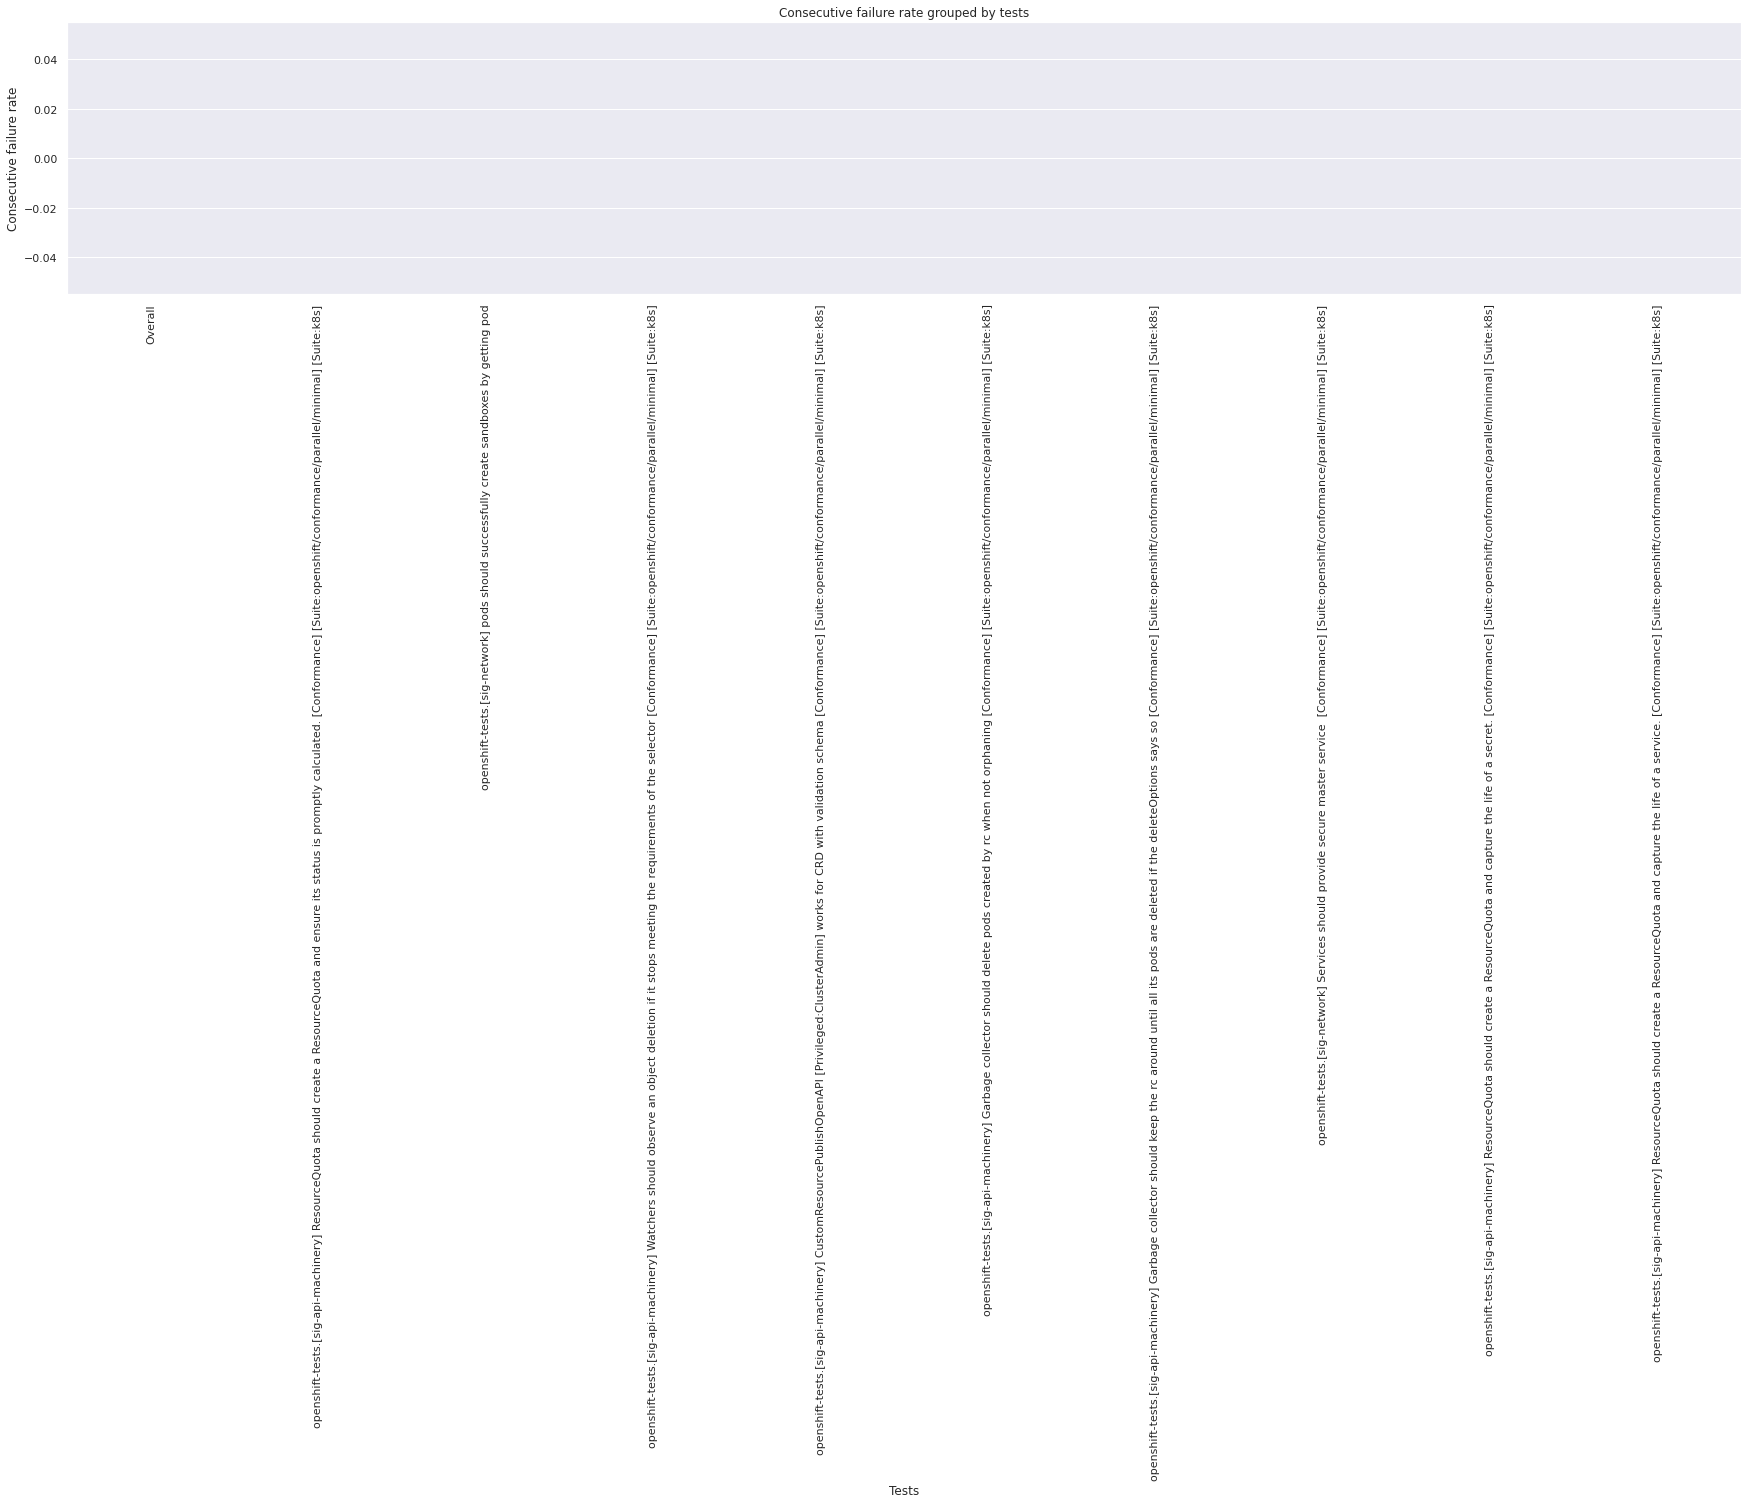 Consecutive failure rate grouped by tests
Consecutive failure rate
0.04
0.02
0.00
−0.02
−0.04
Overall
openshift-tests.[sig-api-machinery] ResourceQuota should create a ResourceQuota and ensure its status is promptly calculated. [Conformance] [Suite:openshift/conformance/parallel/minimal] [Suite:k8s]
openshift-tests.[sig-network] pods should successfully create sandboxes by getting pod
openshift-tests.[sig-api-machinery] Watchers should observe an object deletion if it stops meeting the requirements of the selector [Conformance] [Suite:openshift/conformance/parallel/minimal] [Suite:k8s]
openshift-tests.[sig-api-machinery] CustomResourcePublishOpenAPI [Privileged:ClusterAdmin] works for CRD with validation schema [Conformance] [Suite:openshift/conformance/parallel/minimal] [Suite:k8s]
openshift-tests.[sig-api-machinery] Garbage collector should delete pods created by rc when not orphaning [Conformance] [Suite:openshift/conformance/parallel/minimal] [Suite:k8s]
openshift-tests.[sig-api-machinery] Garbage collector should keep the rc around until all its pods are deleted if the deleteOptions says so [Conformance] [Suite:openshift/conformance/parallel/minimal] [Suite:k8s]
openshift-tests.[sig-network] Services should provide secure master service  [Conformance] [Suite:openshift/conformance/parallel/minimal] [Suite:k8s]
openshift-tests.[sig-api-machinery] ResourceQuota should create a ResourceQuota and capture the life of a secret. [Conformance] [Suite:openshift/conformance/parallel/minimal] [Suite:k8s]
openshift-tests.[sig-api-machinery] ResourceQuota should create a ResourceQuota and capture the life of a service. [Conformance] [Suite:openshift/conformance/parallel/minimal] [Suite:k8s]
Tests